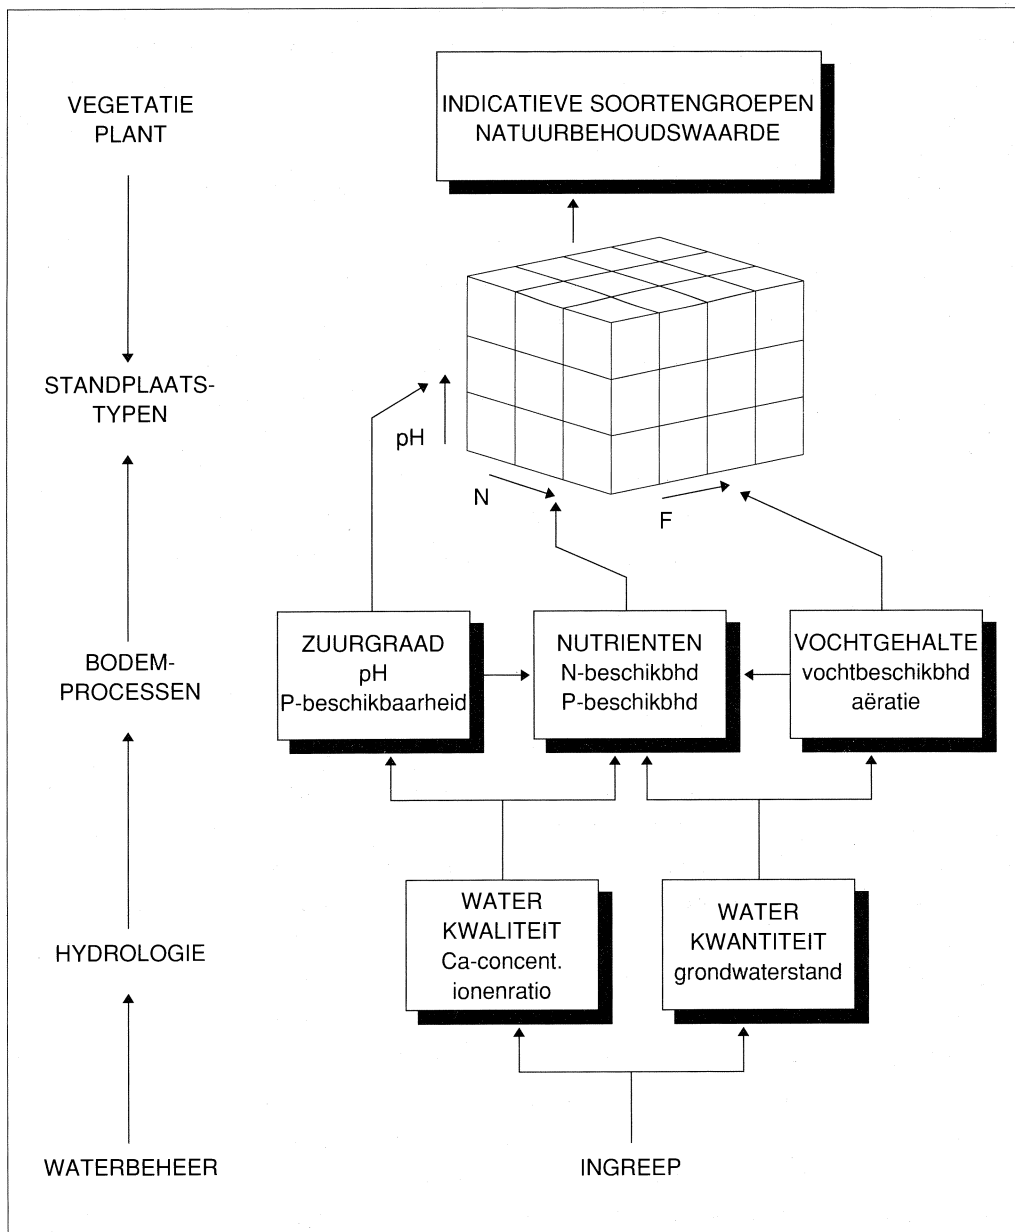 VEGETATIE
PLANT
INDICATIEVE SOORTENGROEPEN
NATUURBEHOUDSWAARDE
STANDPLAATS-
TYPEN
pH
N
F
BODEM-
PROCESSEN
ZUURGRAAD
pH
P-beschikbaarheid
NUTRIENTEN
N-beschikbhd
P-beschikbhd
VOCHTGEHALTE
vochtbeschikbhd
aëratie
HYDROLOGIE
WATER
KWALITEIT
Ca-concent.
ionenratio
WATER
KWANTITEIT
grondwaterstand
WATERBEHEER
INGREEP